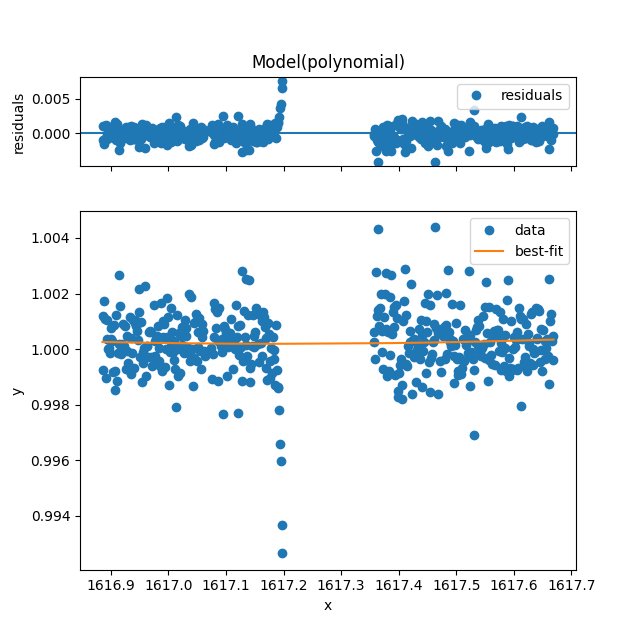 Model(polynomial)
residuals
0.005
0.000
residuals
data
best-fit
1.004
1.002
1.000
0.998
0.996
0.994
y
1616.9 1617.0 1617.1 1617.2 1617.3 1617.4 1617.5 1617.6 1617.7
x